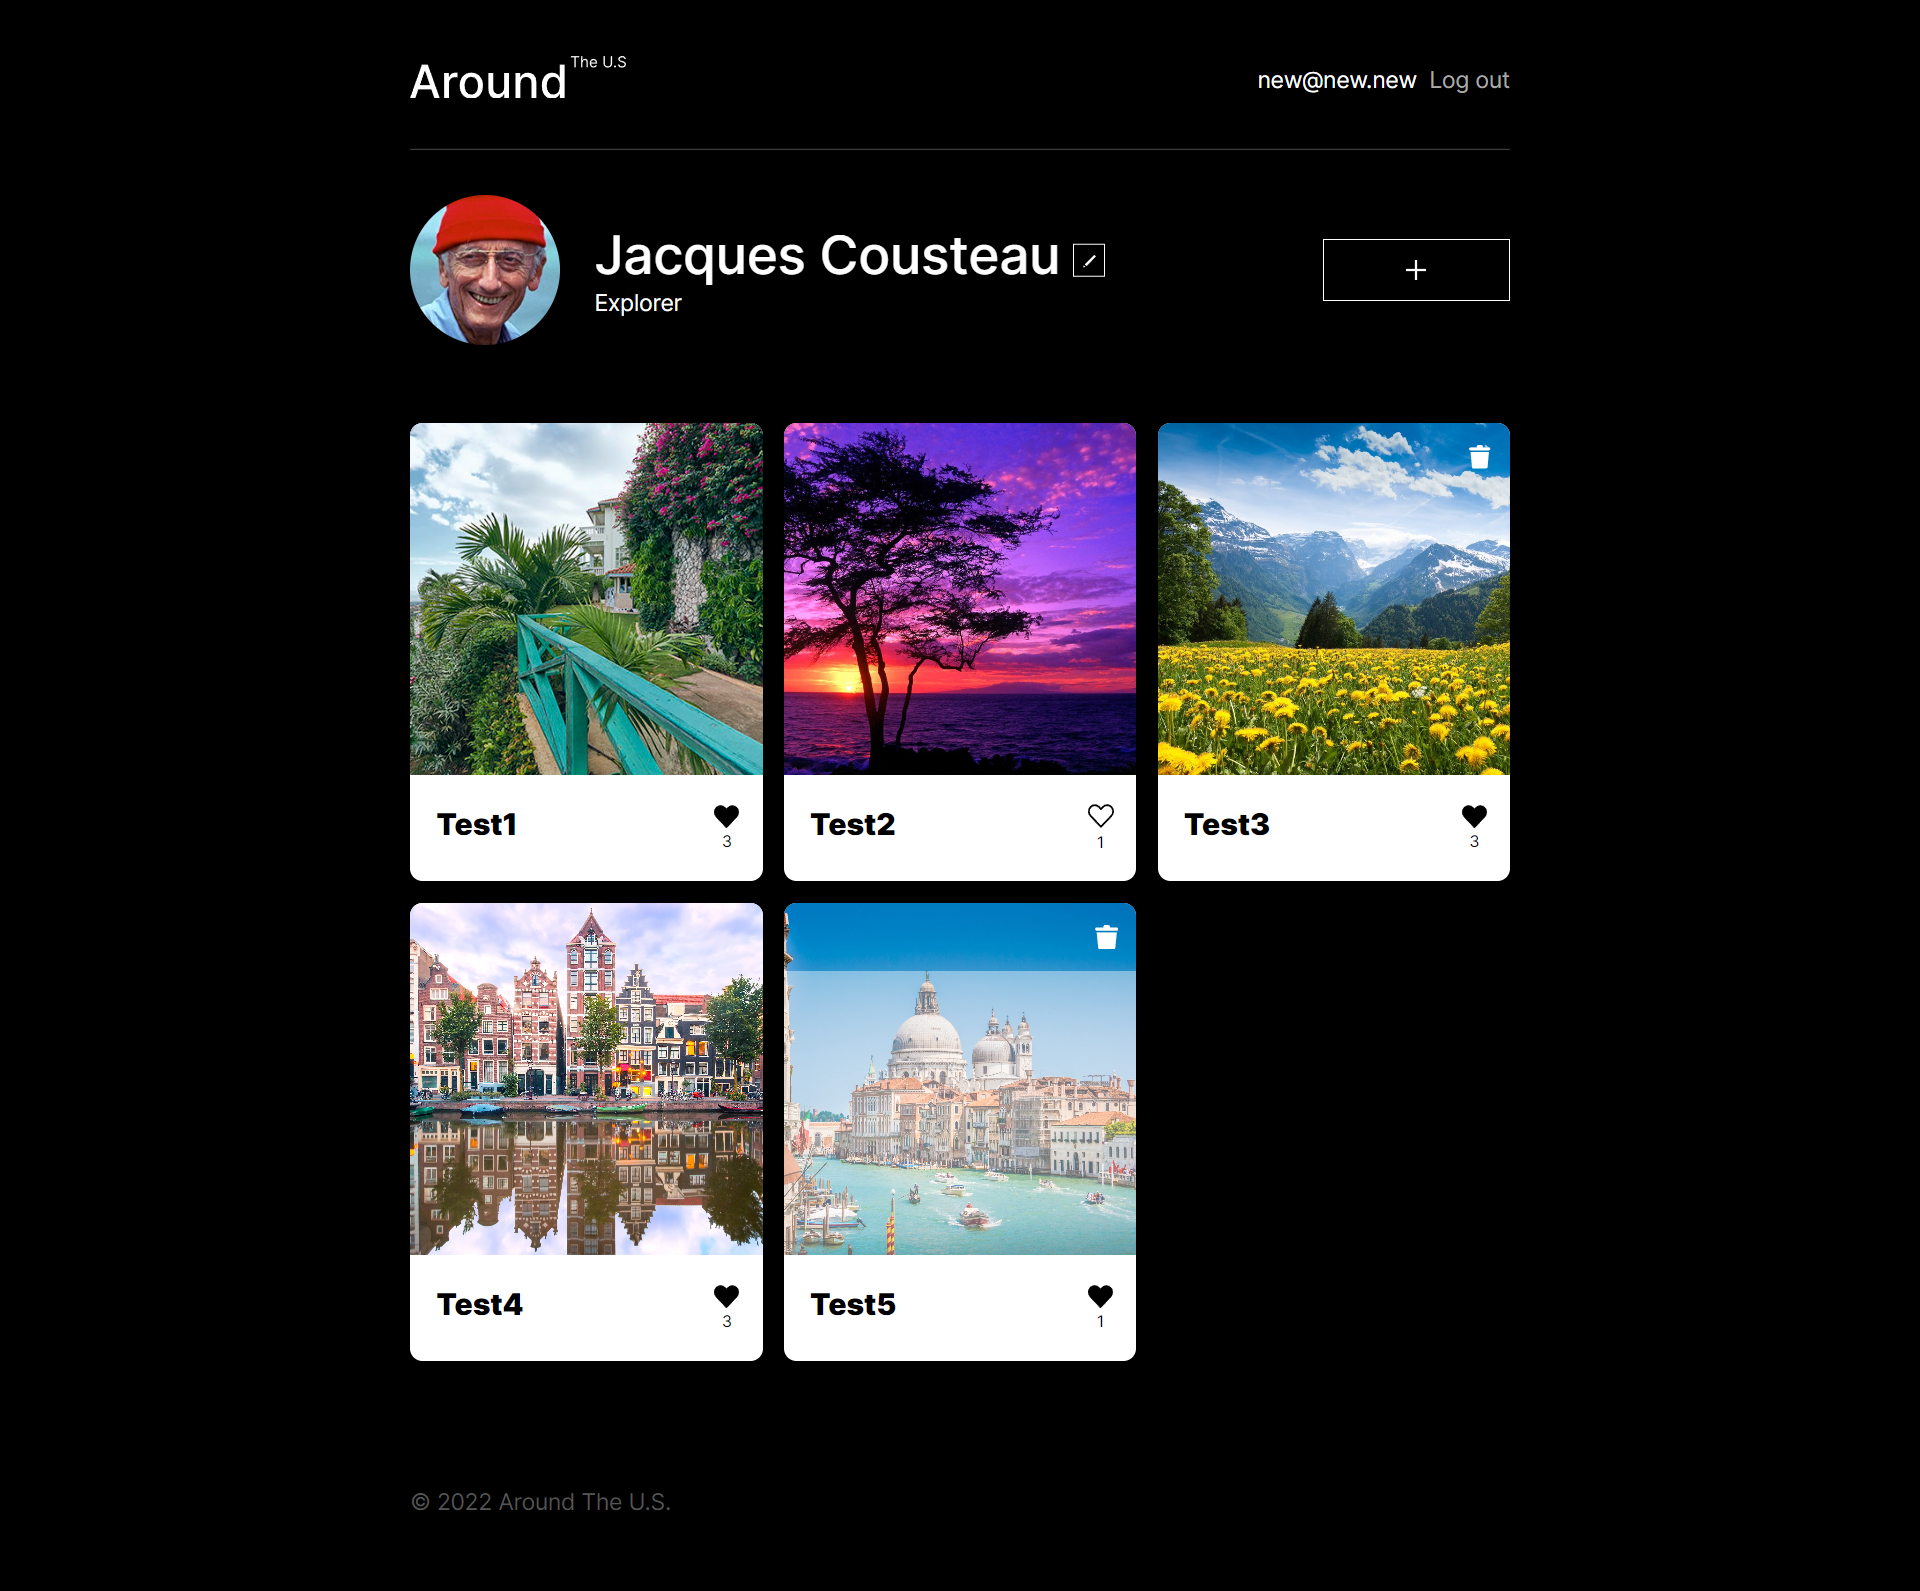 Around The U.S
new@new.new Log out
Jacques Cousteau
Explorer
Test1
3
Test2
1
Test3
3
Test4
3
Test5
1
© 2022 Around The U.S.